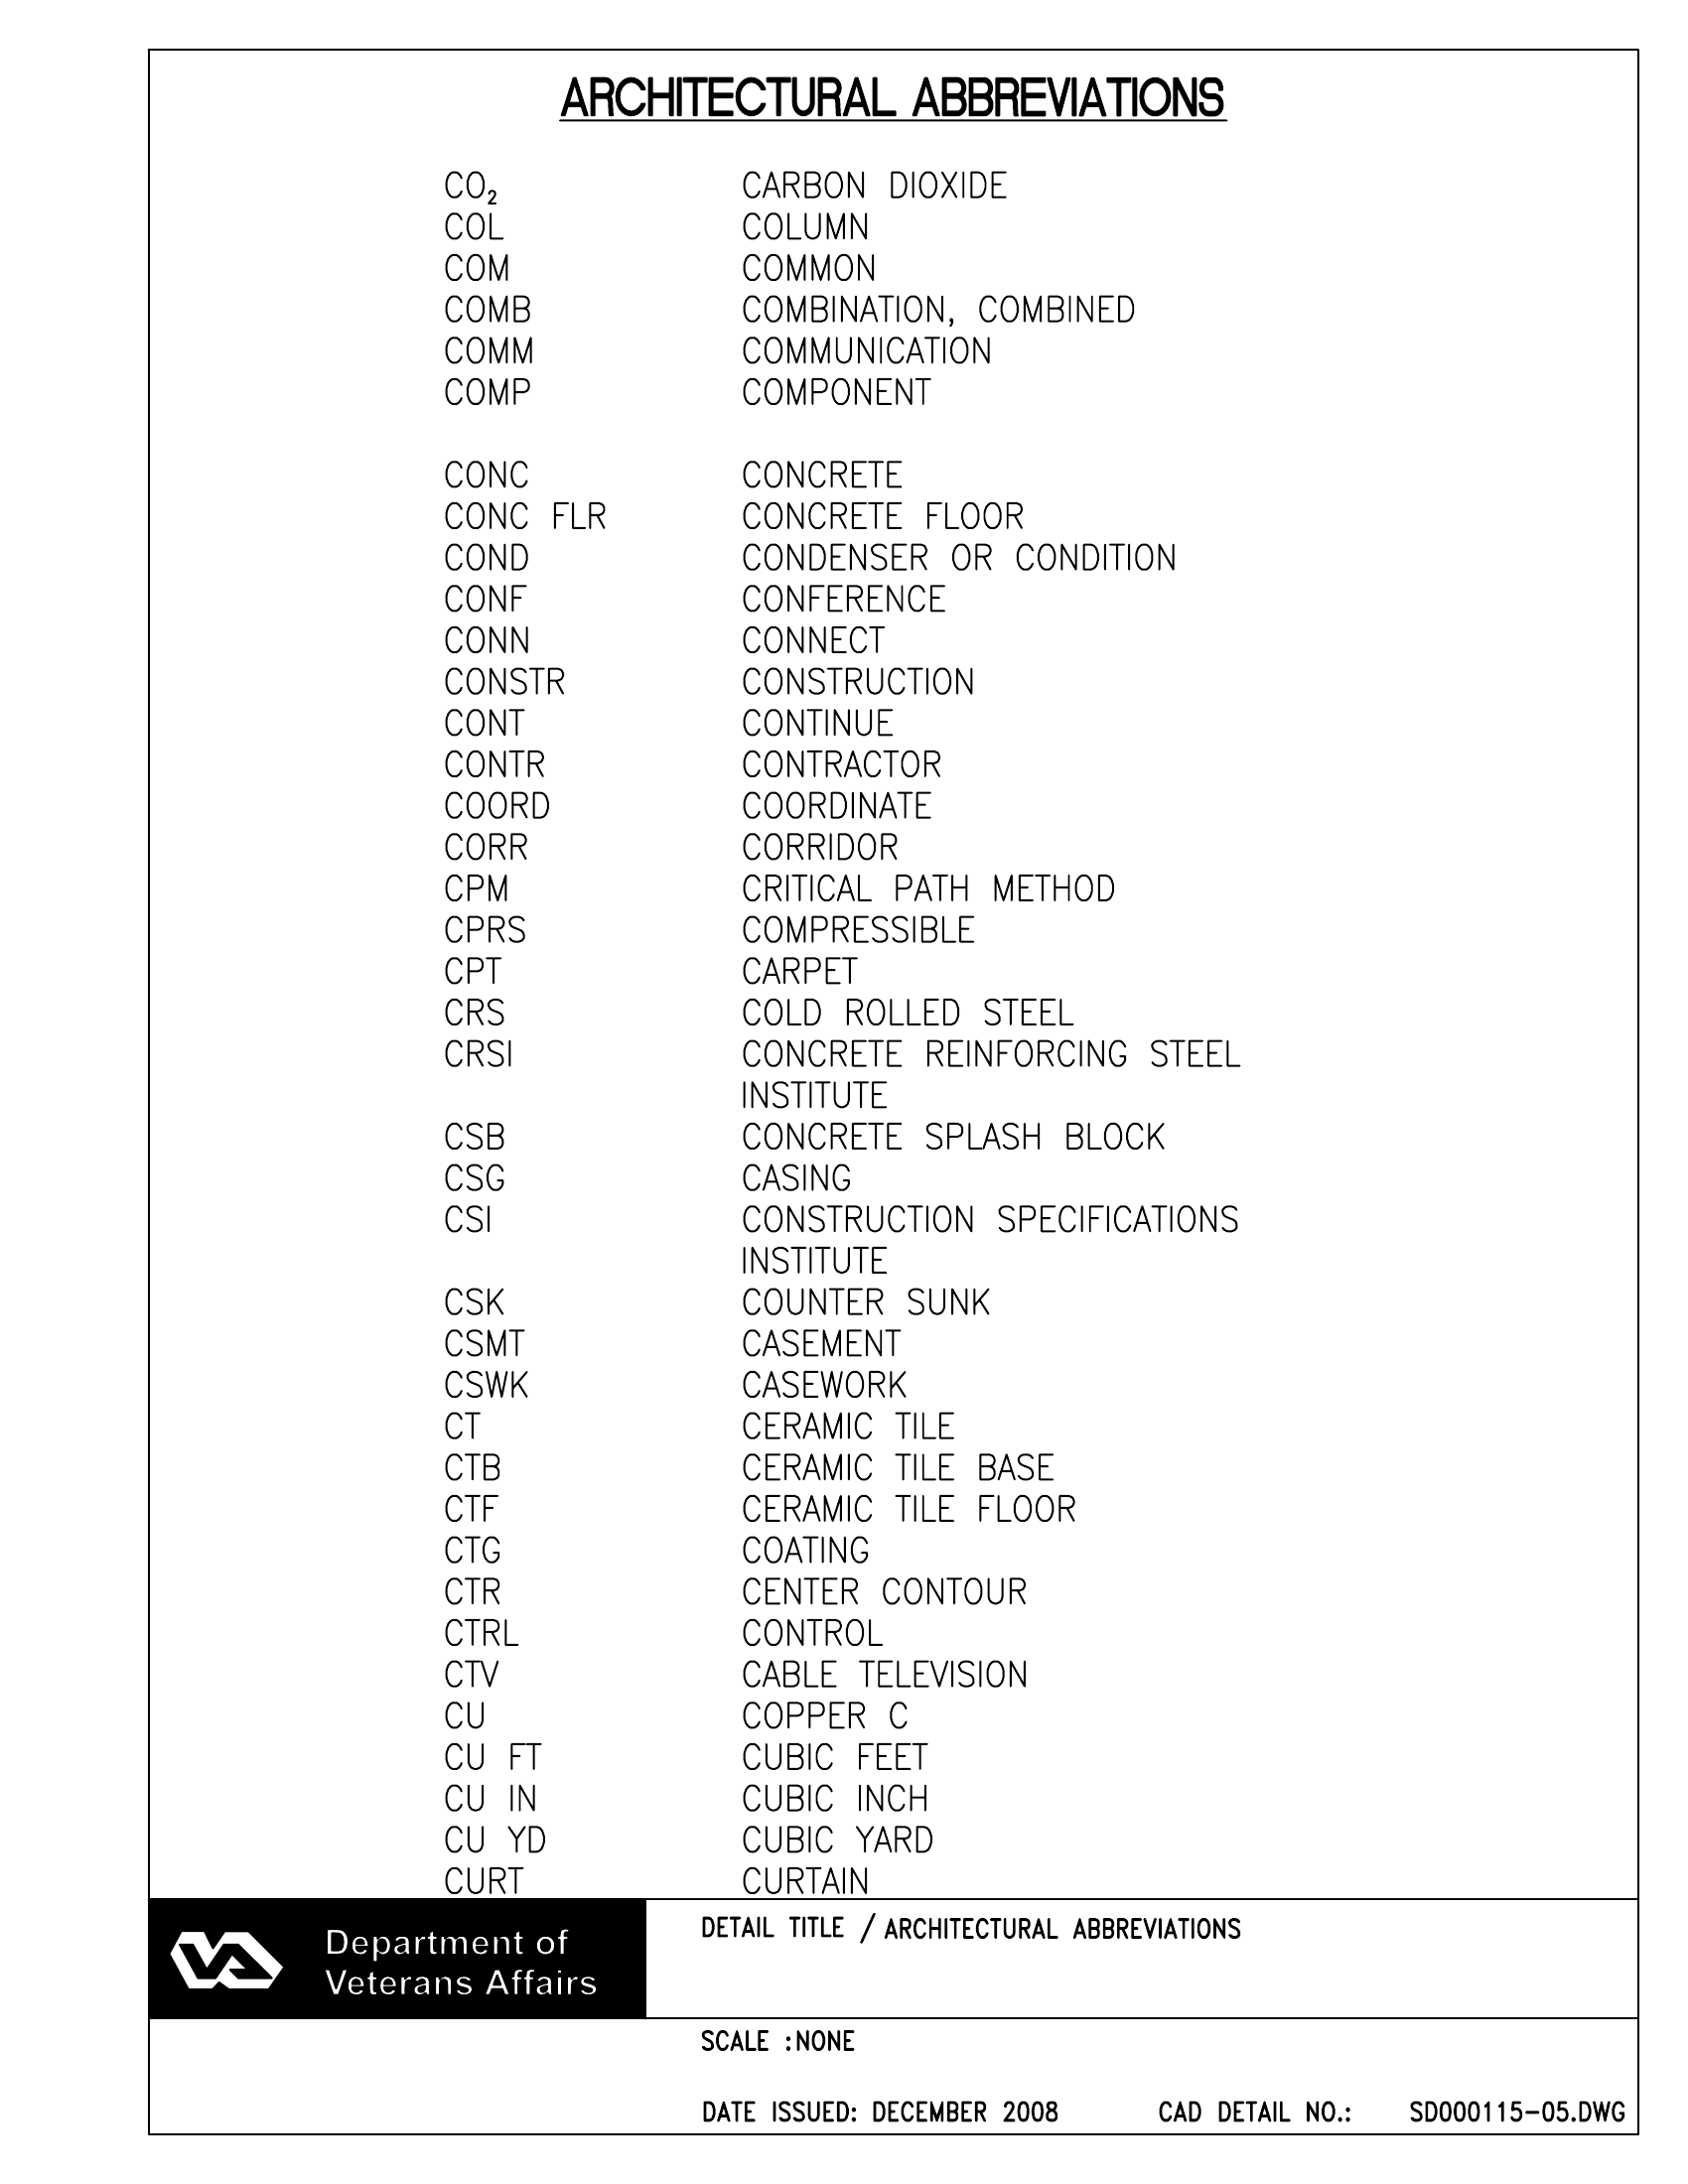 ARCHITECTURAL ABBREVIATIONS
CO₂ CARBON DIOXIDE
COL COLUMN
COM COMMON
COMB COMBINATION, COMBINED
COMM COMMUNICATION
COMP COMPONENT
CONC CONCRETE
CONC FLR CONCRETE FLOOR
COND CONDENSER OR CONDITION
CONF CONFERENCE
CONN CONNECT
CONSTR CONSTRUCTION
CONT CONTINUE
CONTR CONTRACTOR
COORD COORDINATE
CORR CORRIDOR
CPM CRITICAL PATH METHOD
CPRS COMPRESSIBLE
CPT CARPET
CRS COLD ROLLED STEEL
CRSI CONCRETE REINFORCING STEEL
INSTITUTE
CSB CONCRETE SPLASH BLOCK
CSG CASING
CSI CONSTRUCTION SPECIFICATIONS
INSTITUTE
CSK COUNTER SUNK
CSMT CASEMENT
CSWK CASEWORK
CT CERAMIC TILE
CTB CERAMIC TILE BASE
CTF CERAMIC TILE FLOOR
CTG COATING
CTR CENTER CONTOUR
CTRL CONTROL
CTV CABLE TELEVISION
CU COPPER C
CU FT CUBIC FEET
CU IN CUBIC INCH
CU YD CUBIC YARD
CURT CURTAIN
Department of
Veterans Affairs
DETAIL TITLE / ARCHITECTURAL ABBREVIATIONS
SCALE :NONE
DATE ISSUED: DECEMBER 2008 CAD DETAIL NO.: SD000115-05.DWG